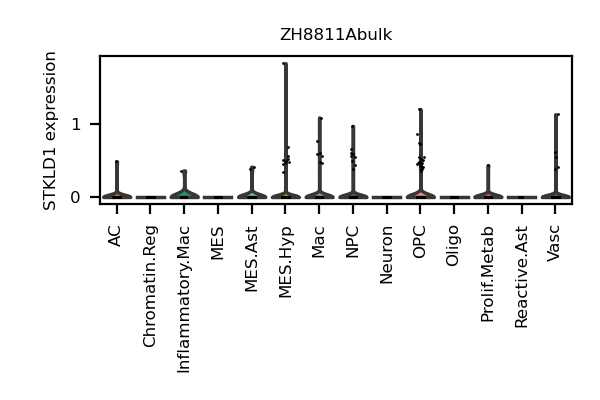 ZH8811Abulk
STKLD1 expression
1
0
AC
Chromatin.Reg
Inflammatory.Mac
MES
MES.Ast
MES.Hyp
Mac
NPC
Neuron
OPC
Oligo
Prolif.Metab
Reactive.Ast
Vasc